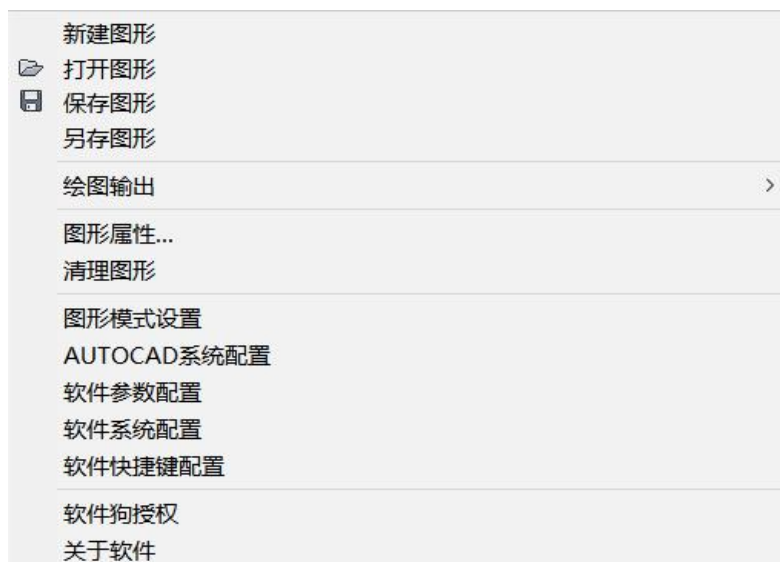 新建图形
打开图形
保存图形
另存图形
绘图输出
图形属性...
清理图形
图形模式设置
AUTOCAD系统配置
软件参数配置
软件系统配置
软件快捷键配置
软件狗授权
关于软件